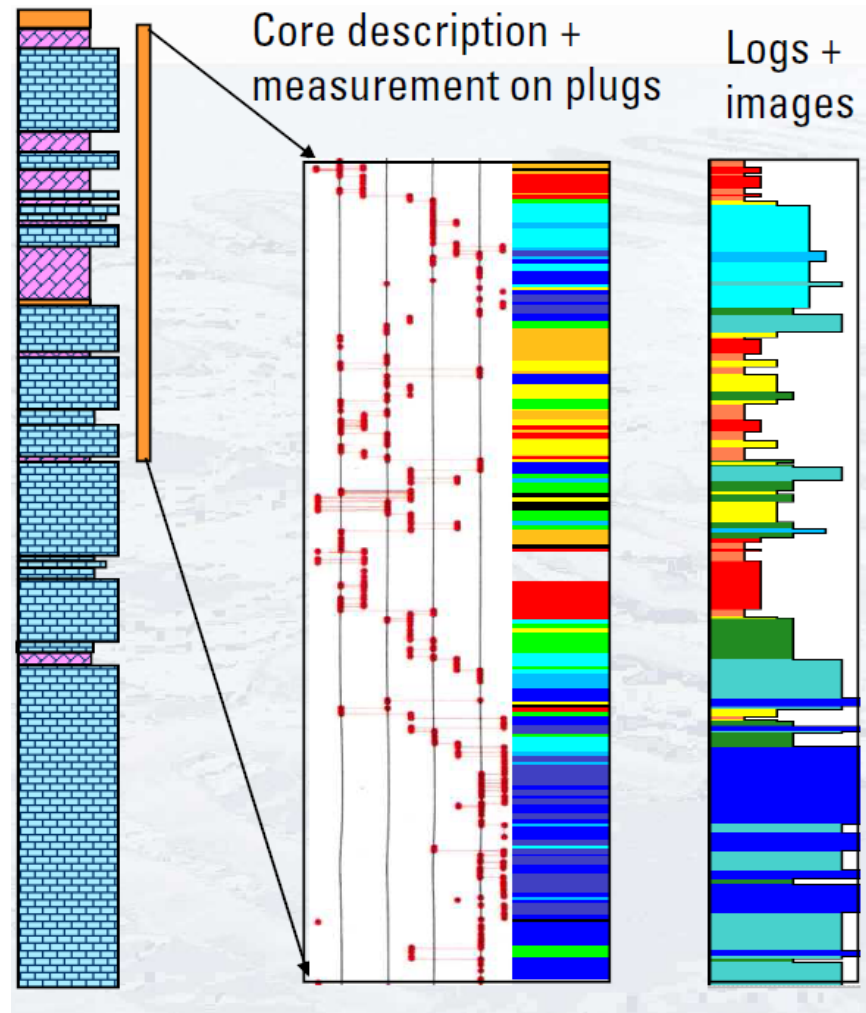 Core description +
measurement on plugs
Logs +
images